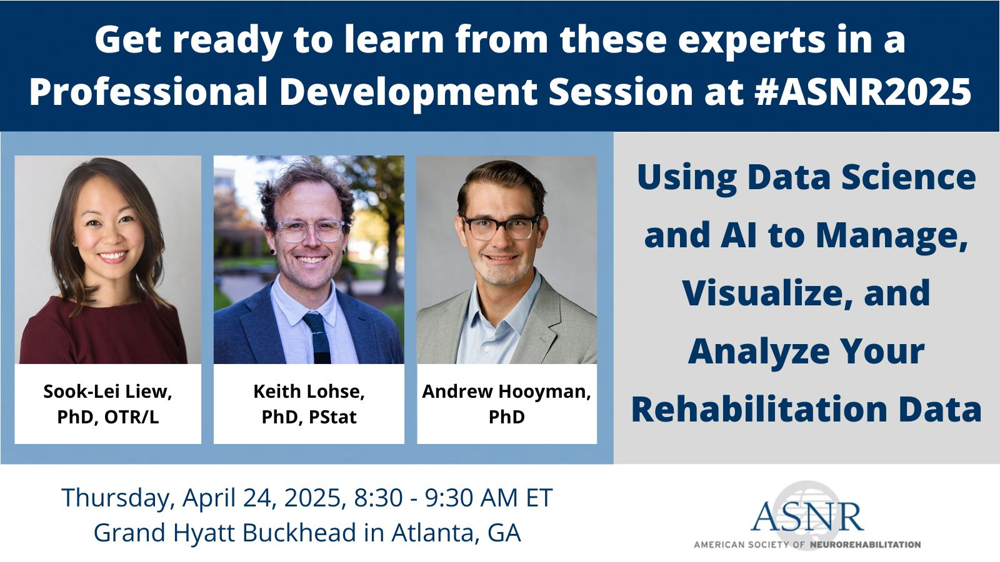 Get ready to learn from these experts in a
Professional Development Session at #ASNR2025
Sook-Lei Liew,
PhD, OTR/L
Keith Lohse,
PhD, PStat
Andrew Hooyman,
PhD
Using Data Science
and AI to Manage,
Visualize, and
Analyze Your
Rehabilitation Data
Thursday, April 24, 2025, 8:30 - 9:30 AM ET
Grand Hyatt Buckhead in Atlanta, GA
ASNR
AMERICAN SOCIETY OF NEUROREHABILITATION